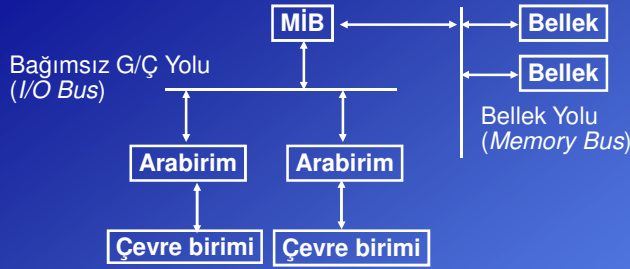 MİB
Bellek
Bellek
Bağımsız G/Ç Yolu
(I/O Bus)
Bellek Yolu
(Memory Bus)
Arabirim
Arabirim
Çevre birimi
Çevre birimi